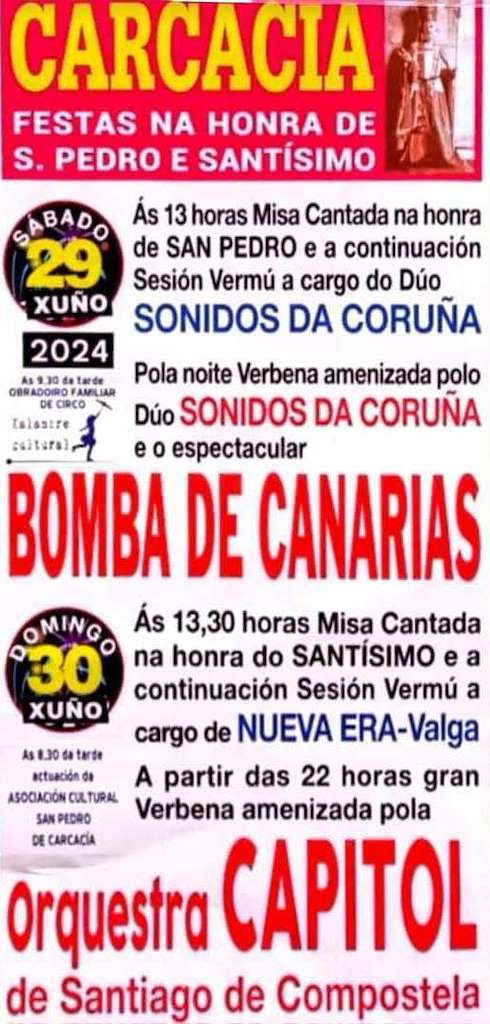 CARCACIA
FESTAS NA HONRA DE
S. PEDRO E SANTÍSIMO
SÁBADO
29
XUÑO
2024
As 9,30 da tarde
OBRADOIRO FAMILIAR
DE CIRCO
Talastre
cultural
Ás 13 horas Misa Cantada na honra
de SAN PEDRO e a continuación
Sesión Vermú a cargo do Dúo
SONIDOS DA CORUÑA
Pola noite Verbena amenizada polo
Dúo SONIDOS DA CORUÑA
e o espectacular
BOMBA DE CANARIAS
DOMINGO
30
XUÑO
As 8.30 da tarde
actuación da
ASOCIACIÓN CULTURAL
SAN PEDRO
DE CARCACÍA
Ás 13,30 horas Misa Cantada
na honra do SANTÍSIMO e a
continuación Sesión Vermú a
cargo de NUEVA ERA-Valga
A partir das 22 horas gran
Verbena amenizada pola
Orquestra CAPITOL
de Santiago de Compostela